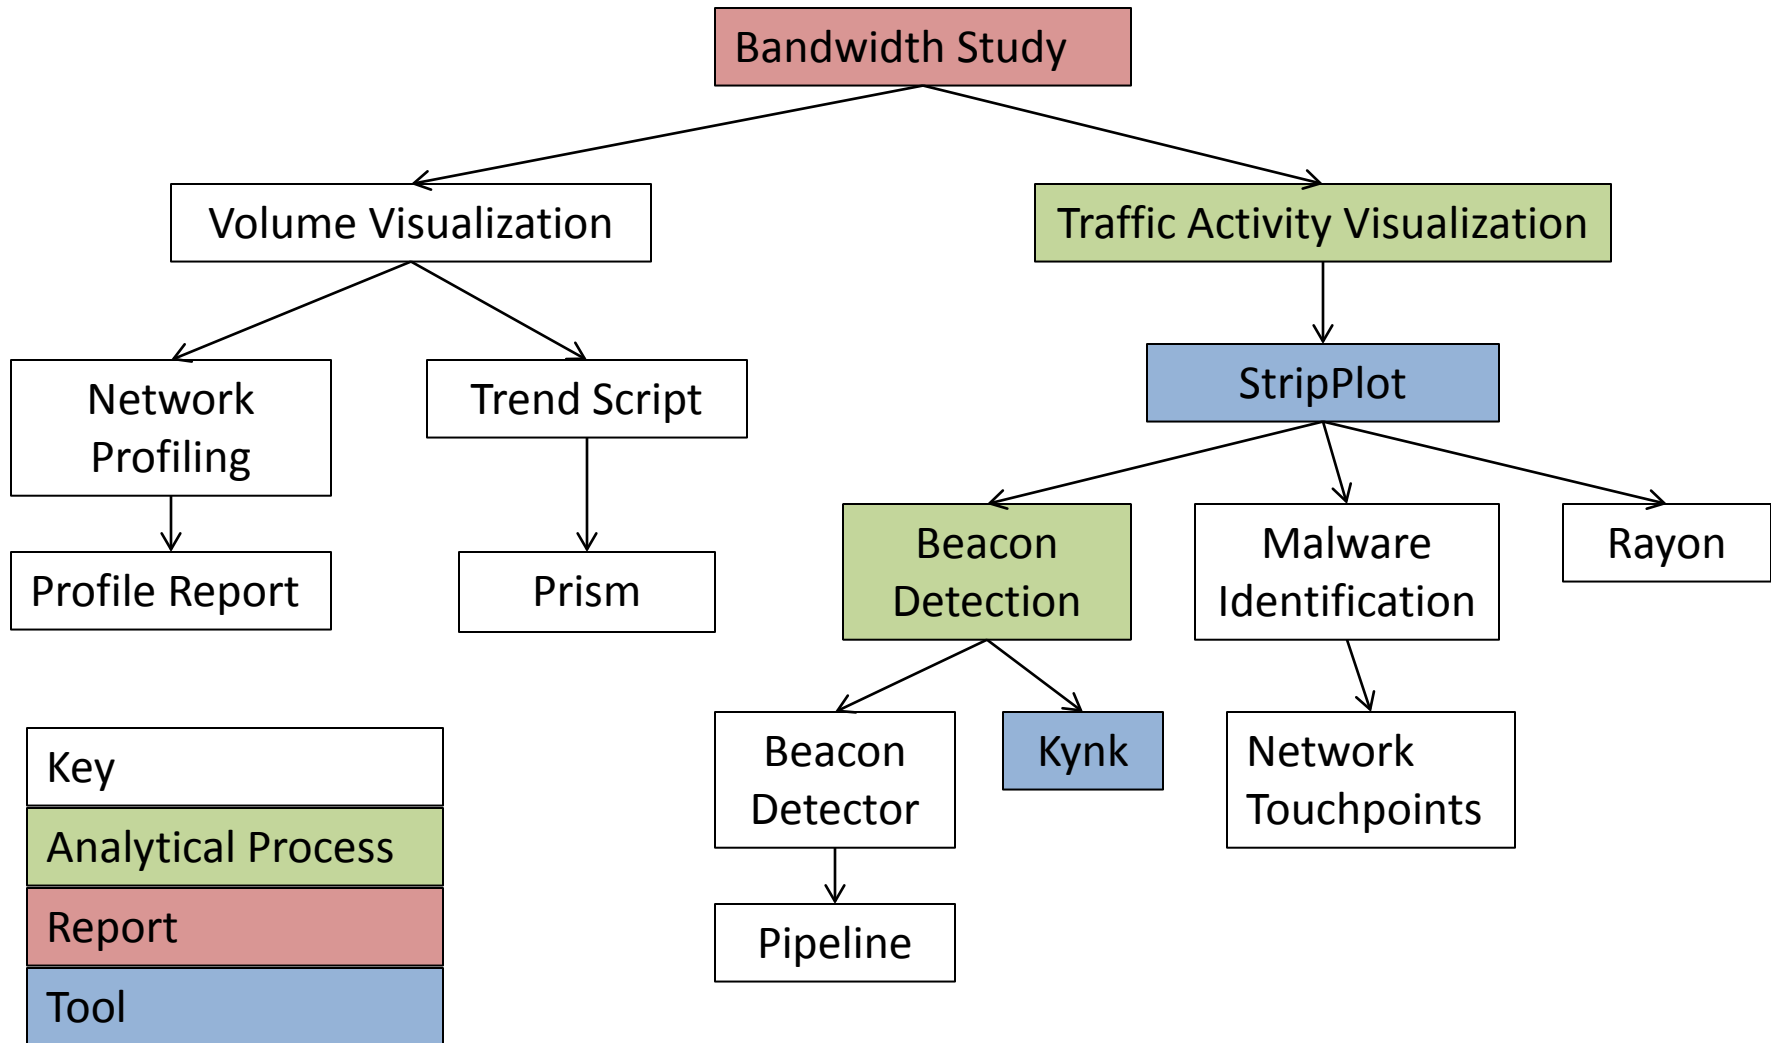 Bandwidth Study
Volume Visualization
Traffic Activity Visualization
Network
Profiling
Trend Script
StripPlot
Profile Report
Prism
Beacon
Detection
Malware
Identification
Rayon
Beacon
Detector
Kynk
Network
Touchpoints
Pipeline
Key
Analytical Process
Report
Tool